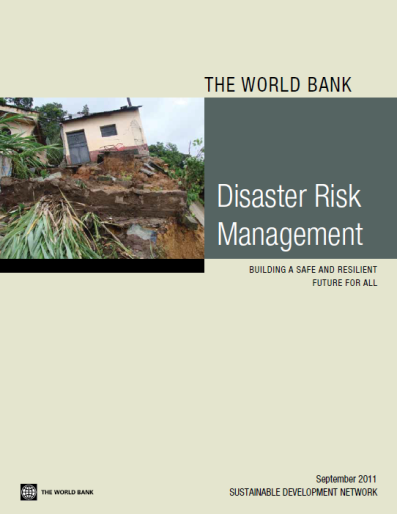 THE WORLD BANK
Disaster Risk
Management
BUILDING A SAFE AND RESILIENT
FUTURE FOR ALL
September 2011
SUSTAINABLE DEVELOPMENT NETWORK
THE WORLD BANK